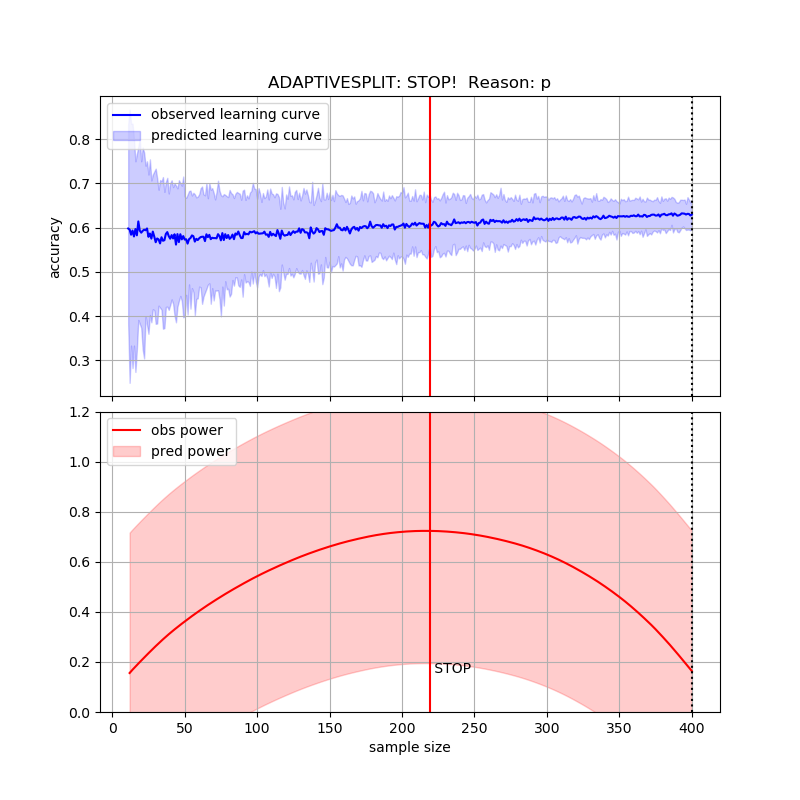 ADAPTIVESPLIT: STOP!  Reason: p
observed learning curve
predicted learning curve
0.8
0.7
0.6
0.5
0.4
0.3
accuracy
obs power
pred power
1.2
1.0
0.8
0.6
0.4
0.2
0.0
STOP
0 50 100 150 200 250 300 350 400
sample size